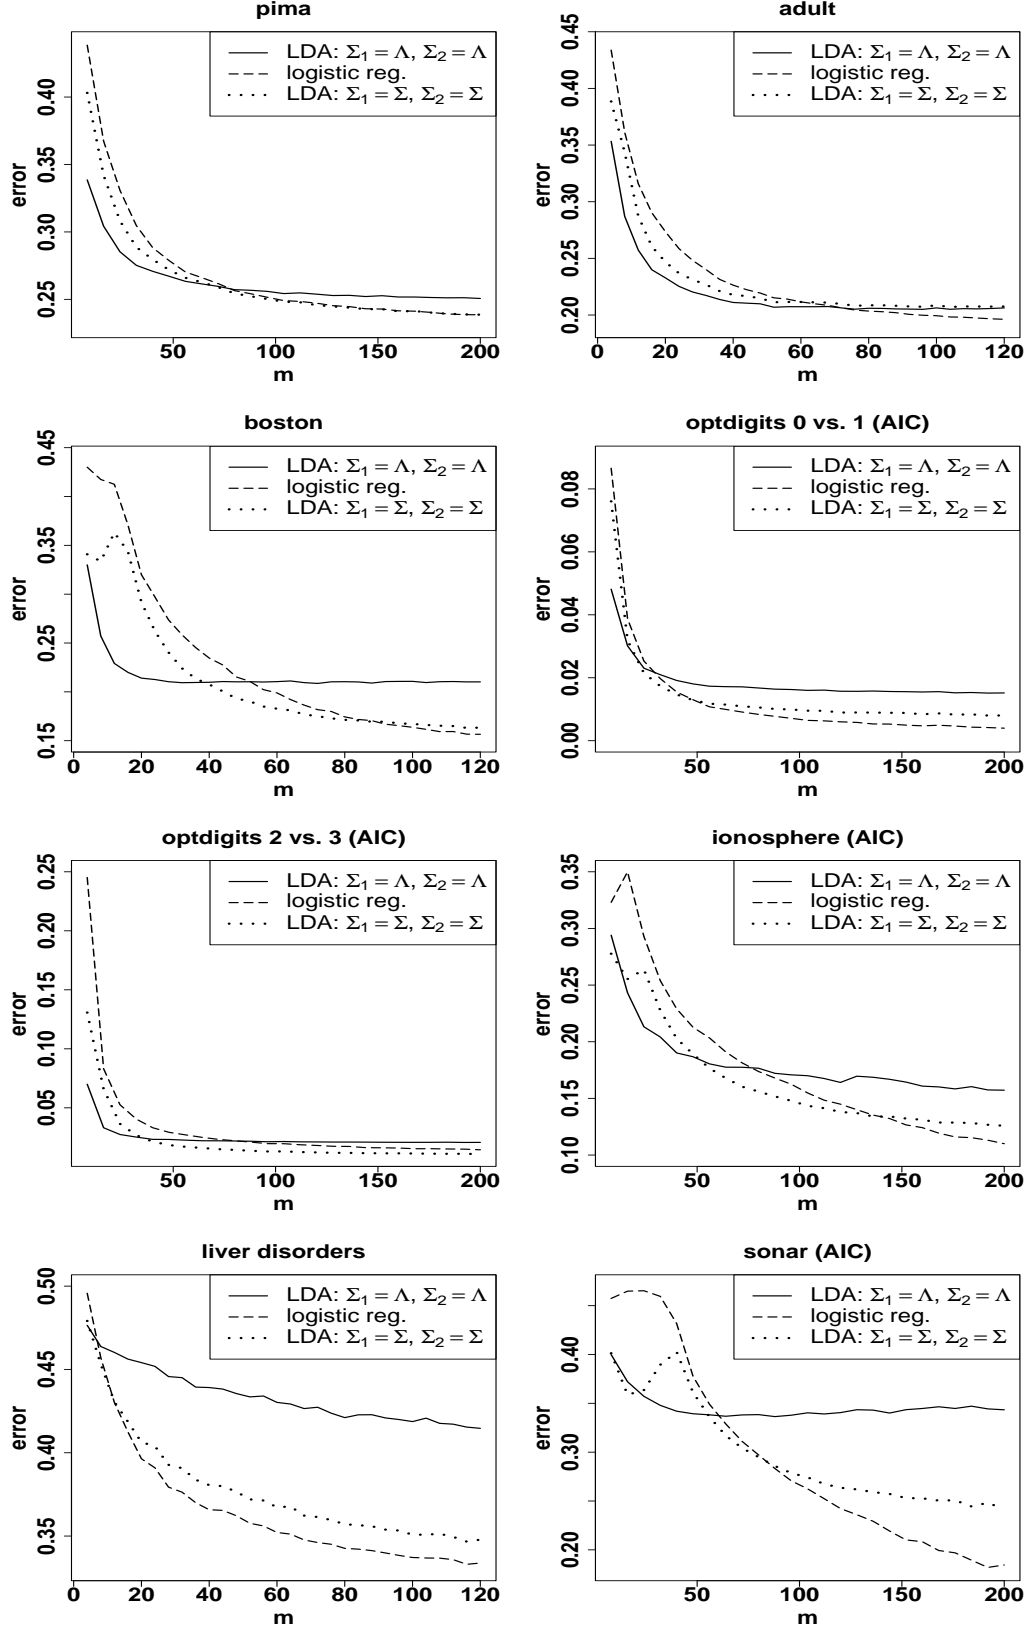 pima
LDA: Σ1 = Λ, Σ2 = Λ
logistic reg.
LDA: Σ1 = Σ, Σ2 = Σ
error
0.25 0.30 0.35 0.40
50 100 150 200
m
adult
LDA: Σ1 = Λ, Σ2 = Λ
logistic reg.
LDA: Σ1 = Σ, Σ2 = Σ
error
0.20 0.25 0.30 0.35 0.40 0.45
0 20 40 60 80 100 120
m
boston
LDA: Σ1 = Λ, Σ2 = Λ
logistic reg.
LDA: Σ1 = Σ, Σ2 = Σ
error
0.15 0.25 0.35 0.45
0 20 40 60 80 100 120
m
optdigits 0 vs. 1 (AIC)
LDA: Σ1 = Λ, Σ2 = Λ
logistic reg.
LDA: Σ1 = Σ, Σ2 = Σ
error
0.00 0.02 0.04 0.06 0.08
50 100 150 200
m
optdigits 2 vs. 3 (AIC)
LDA: Σ1 = Λ, Σ2 = Λ
logistic reg.
LDA: Σ1 = Σ, Σ2 = Σ
error
0.05 0.10 0.15 0.20 0.25
50 100 150 200
m
ionosphere (AIC)
LDA: Σ1 = Λ, Σ2 = Λ
logistic reg.
LDA: Σ1 = Σ, Σ2 = Σ
error
0.10 0.15 0.20 0.25 0.30 0.35
50 100 150 200
m
liver disorders
LDA: Σ1 = Λ, Σ2 = Λ
logistic reg.
LDA: Σ1 = Σ, Σ2 = Σ
error
0.35 0.40 0.45 0.50
0 20 40 60 80 100 120
m
sonar (AIC)
LDA: Σ1 = Λ, Σ2 = Λ
logistic reg.
LDA: Σ1 = Σ, Σ2 = Σ
error
0.20 0.30 0.40
50 100 150 200
m